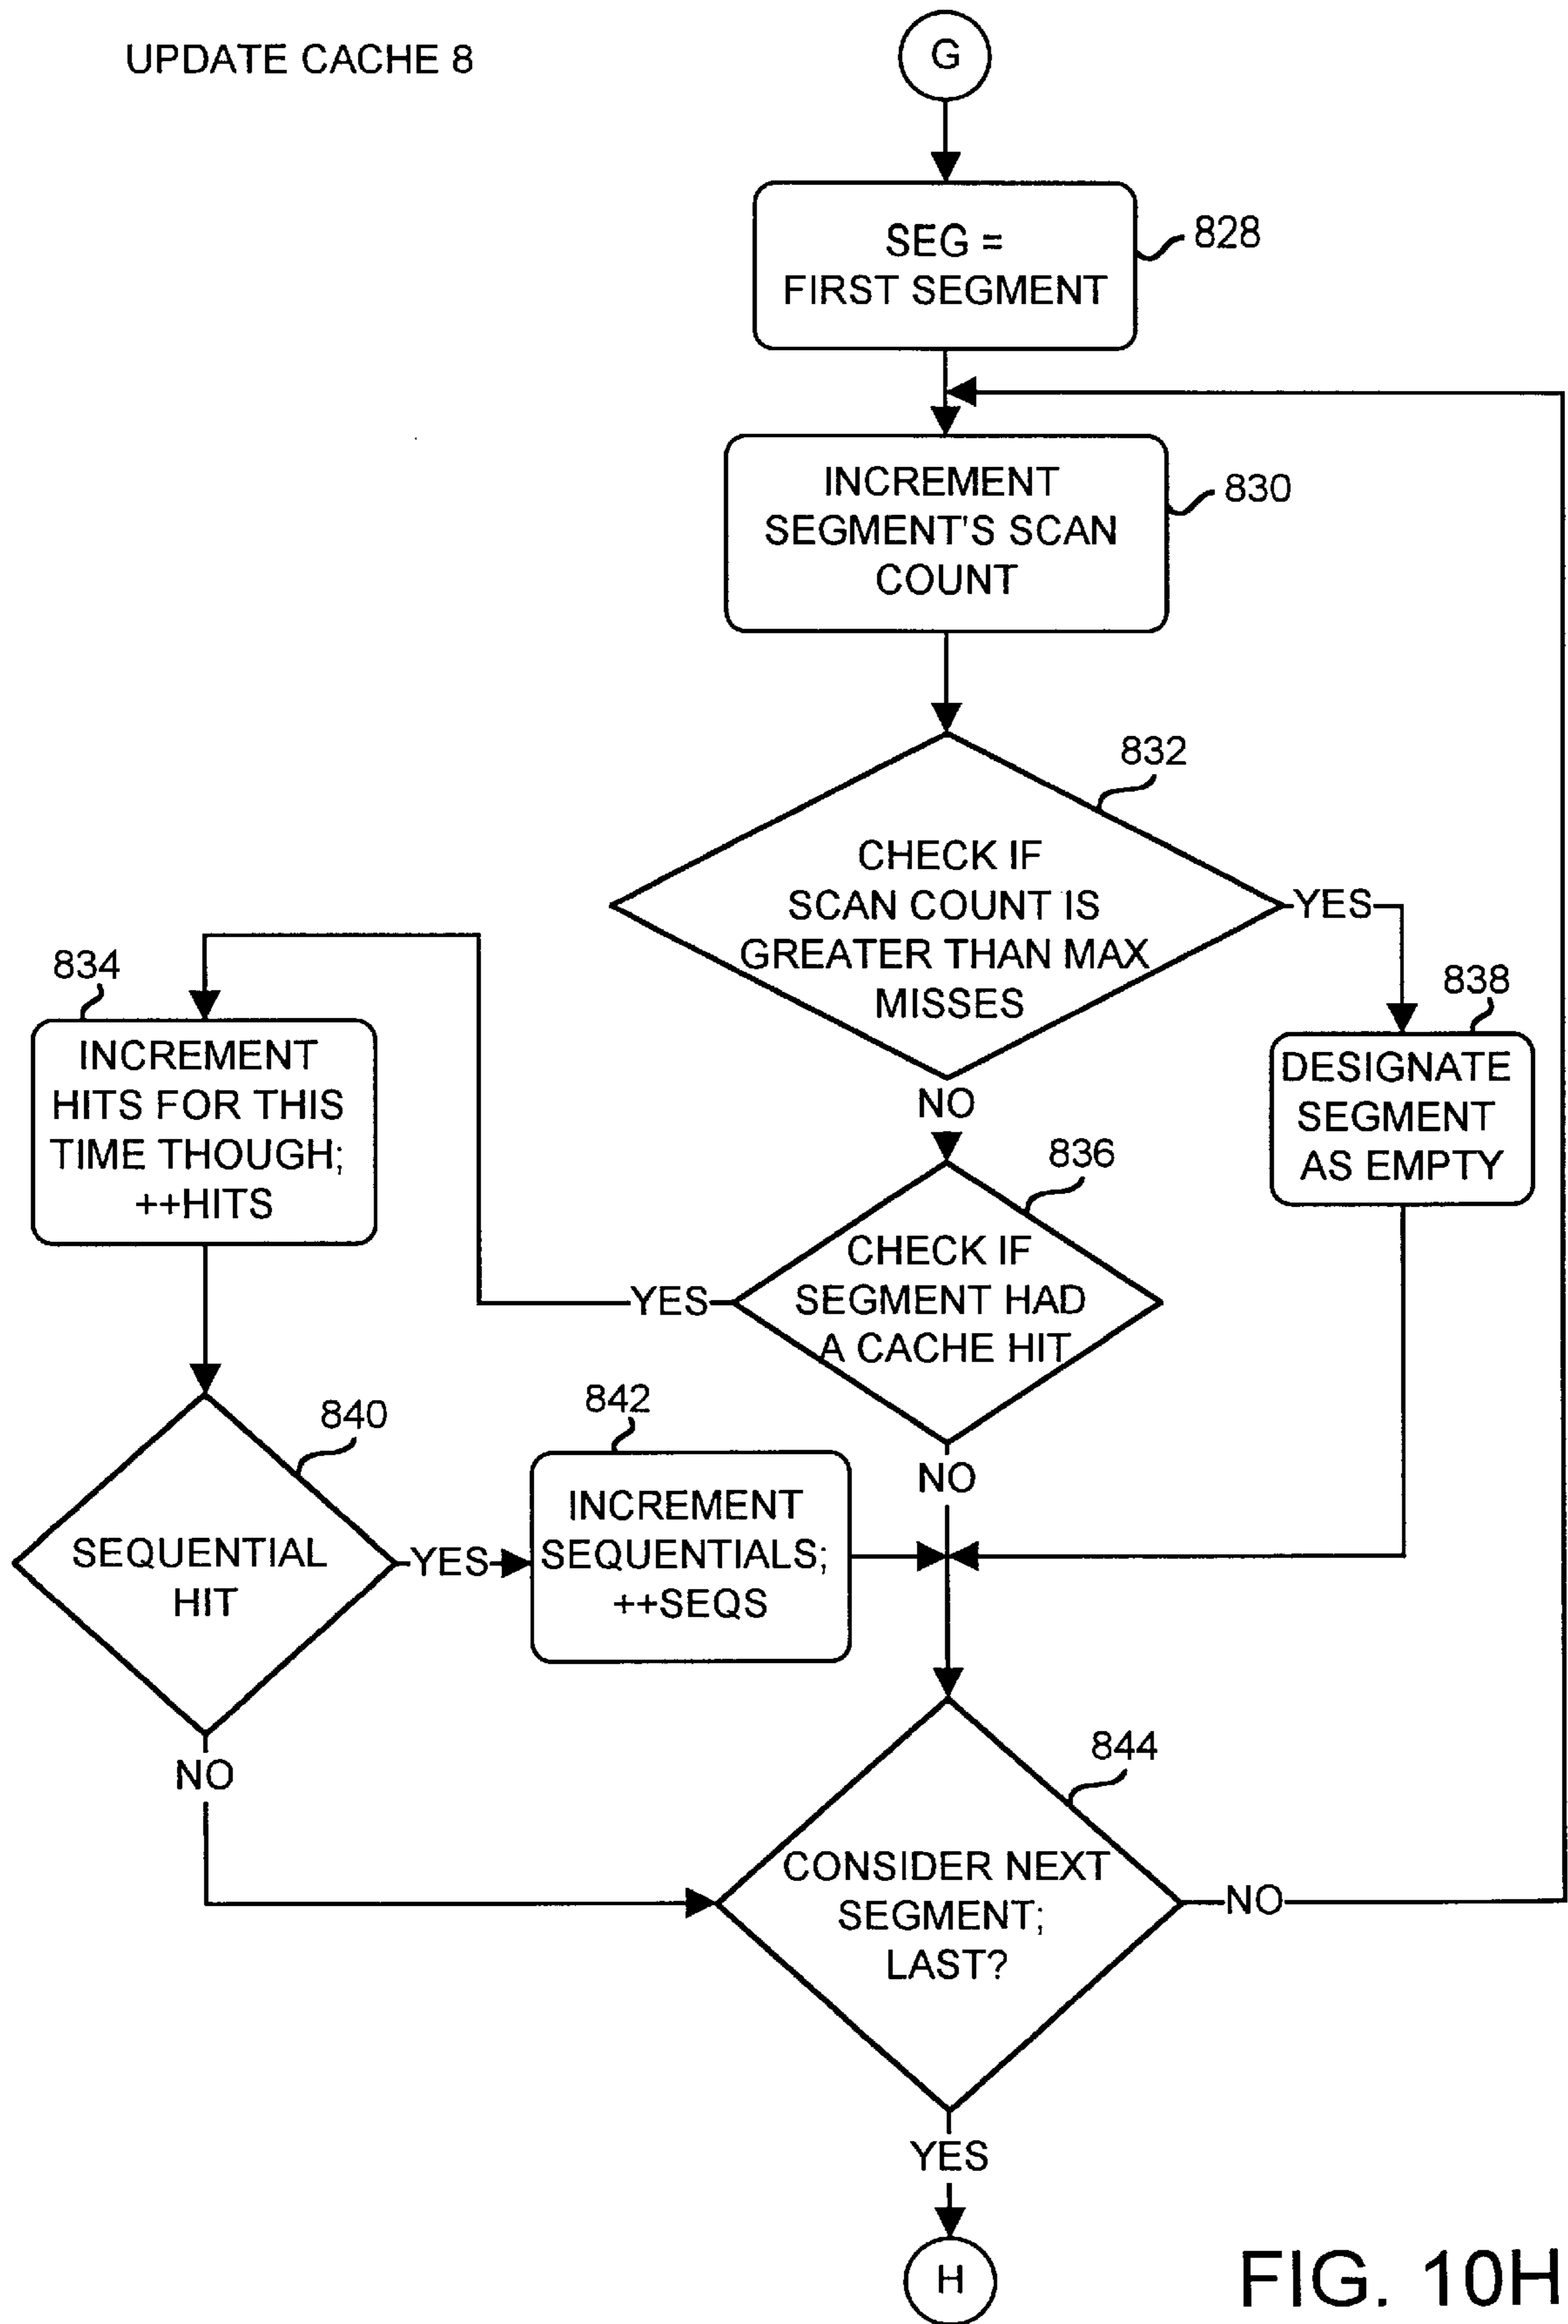 UPDATE CACHE 8
G
SEG =
FIRST SEGMENT
828
INCREMENT
SEGMENT'S SCAN
COUNT
830
832
CHECK IF
SCAN COUNT IS
GREATER THAN MAX
MISSES
YES
NO
834
INCREMENT
HITS FOR THIS
TIME THOUGH;
++HITS
838
DESIGNATE
SEGMENT
AS EMPTY
836
CHECK IF
SEGMENT HAD
A CACHE HIT
YES
NO
840
SEQUENTIAL
HIT
YES
NO
842
INCREMENT
SEQUENTIALS;
++SEQS
844
CONSIDER NEXT
SEGMENT;
LAST?
NO
YES
H
FIG. 10H